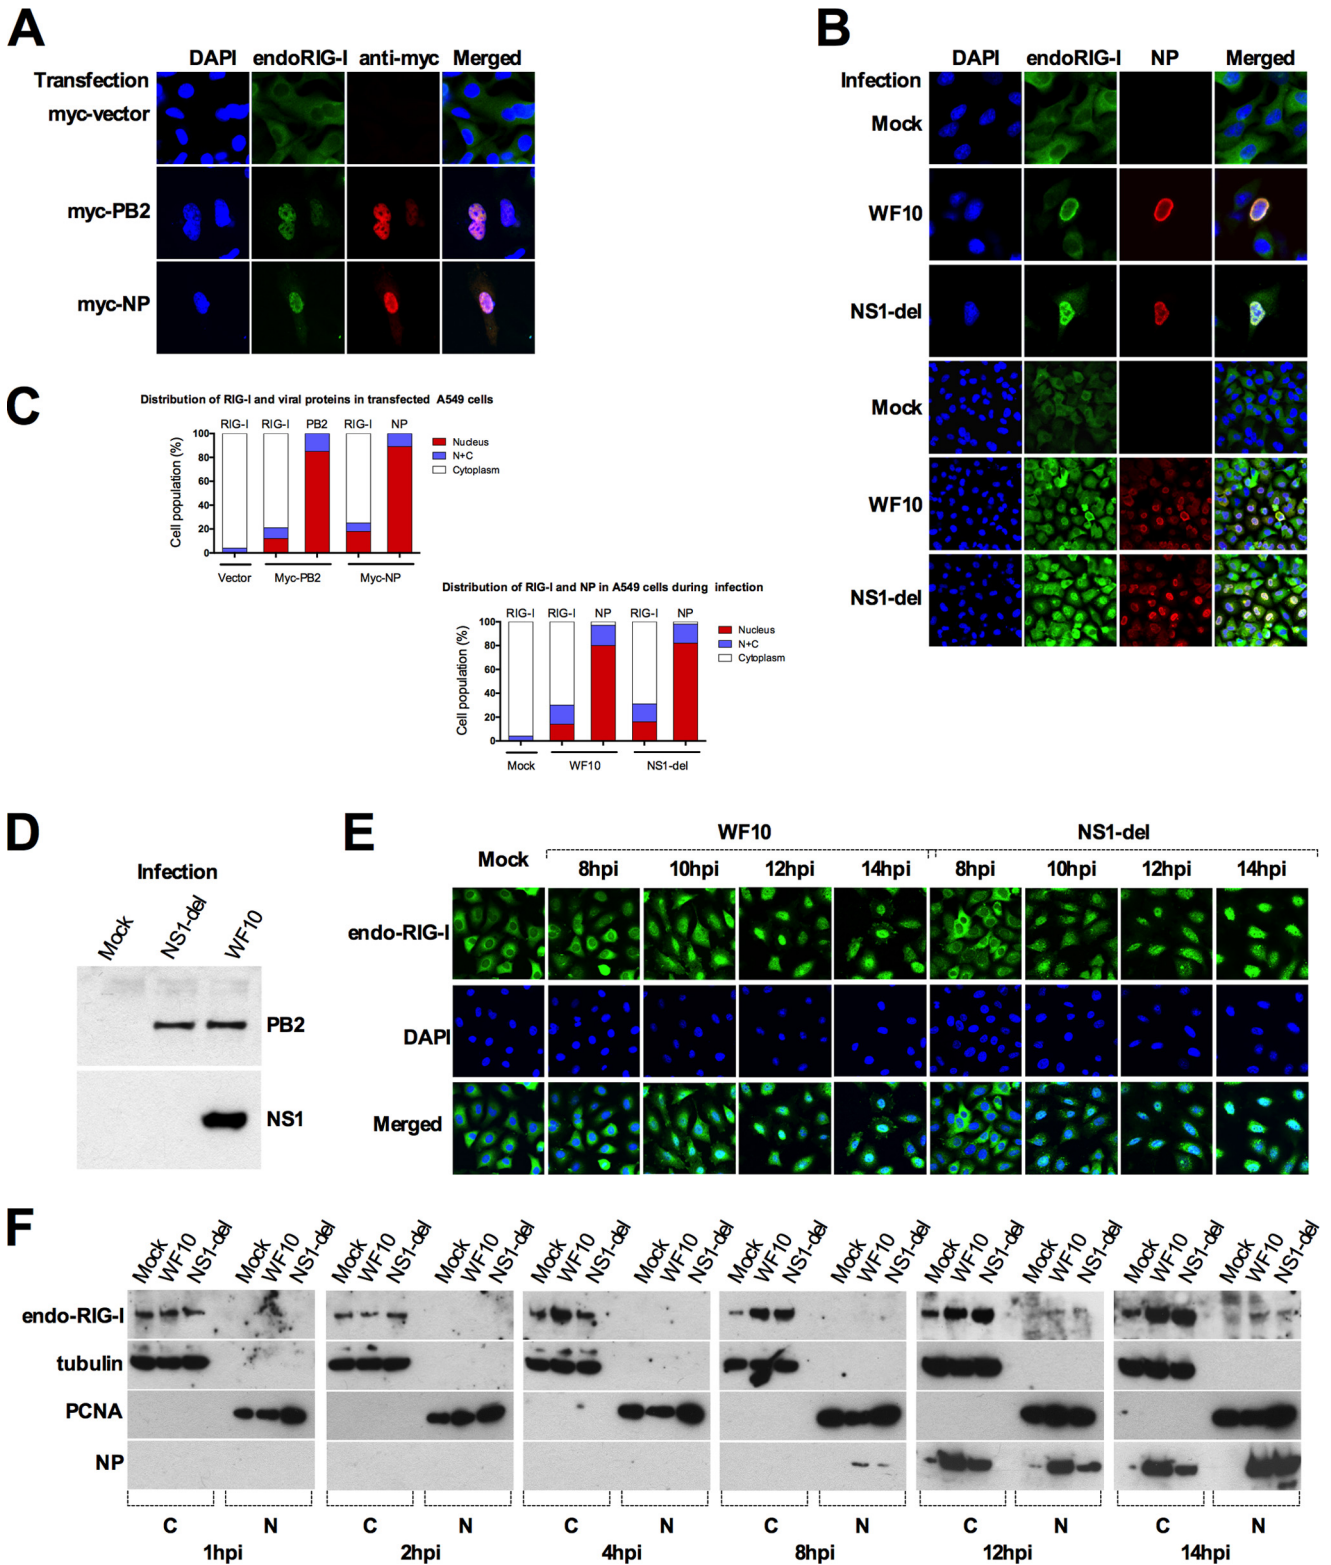 A
DAPI endoRIG-I anti-myc Merged
Transfection
myc-vector
myc-PB2
myc-NP
B
DAPI endoRIG-I NP Merged
Infection
Mock
WF10
NS1-del
Mock
WF10
NS1-del
C
Distribution of RIG-I and viral proteins in transfected A549 cells
RIG-I RIG-I PB2 RIG-I NP
Cell population (%)
100
80
60
40
20
0
Nucleus
N+C
Cytoplasm
Vector Myc-PB2 Myc-NP
Distribution of RIG-I and NP in A549 cells during infection
RIG-I RIG-I NP RIG-I NP
Cell population (%)
100
80
60
40
20
0
Nucleus
N+C
Cytoplasm
Mock WF10 NS1-del
D
Infection
Mock NS1-del WF10
PB2
NS1
E
WF10 NS1-del
Mock 8hpi 10hpi 12hpi 14hpi 8hpi 10hpi 12hpi 14hpi
endo-RIG-I
DAPI
Merged
F
Mock WF10 NS1-del Mock WF10 NS1-del Mock WF10 NS1-del Mock WF10 NS1-del Mock WF10 NS1-del Mock WF10 NS1-del Mock WF10 NS1-del Mock WF10 NS1-del Mock WF10 NS1-del Mock WF10 NS1-del Mock WF10 NS1-del Mock WF10 NS1-del
endo-RIG-I
tubulin
PCNA
NP
C N C N C N C N C N C N
1hpi 2hpi 4hpi 8hpi 12hpi 14hpi